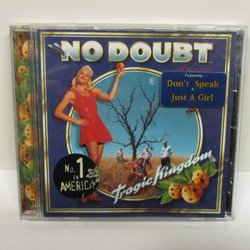 NO DOUBT
Featuring
Don't Speak
Just A Girl
No. 1
IN
AMERICA
Tragic Kingdom